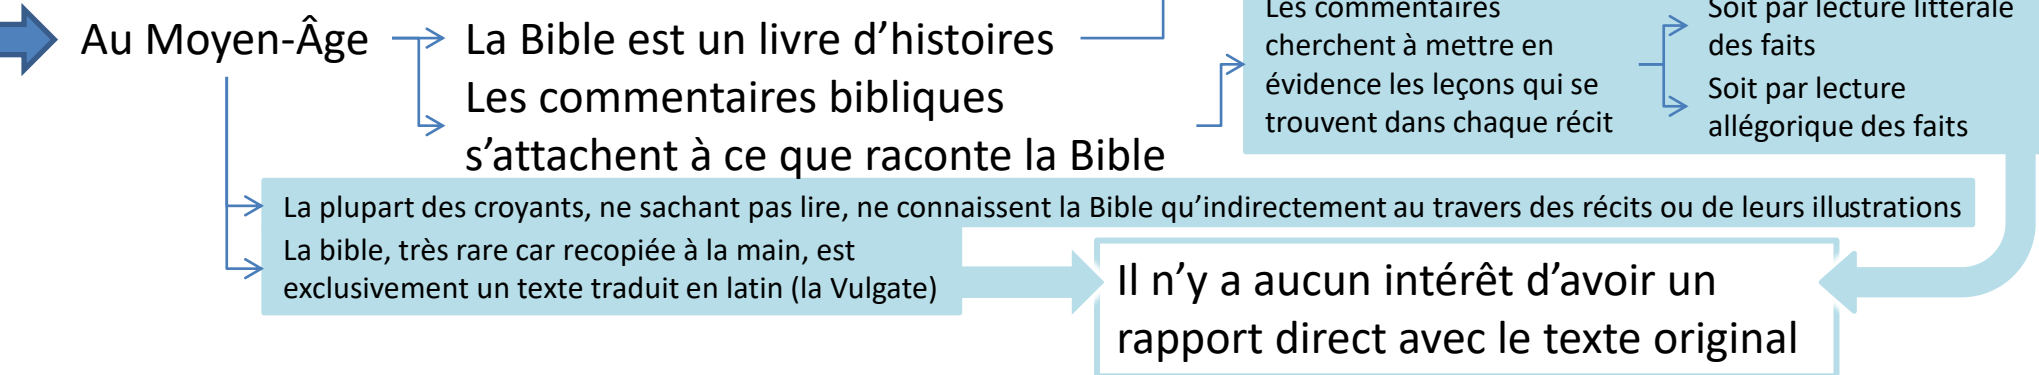 Au Moyen-Âge
La Bible est un livre d’histoires
Les commentaires bibliques
s’attachent à ce que raconte la Bible
Les commentaires
cherchent à mettre en
évidence les leçons qui se
trouvent dans chaque récit
Soit par lecture littérale
des faits
Soit par lecture
allégorique des faits
La plupart des croyants, ne sachant pas lire, ne connaissent la Bible qu’indirectement au travers des récits ou de leurs illustrations
La bible, très rare car recopiée à la main, est
exclusivement un texte traduit en latin (la Vulgate)
Il n’y a aucun intérêt d’avoir un
rapport direct avec le texte original